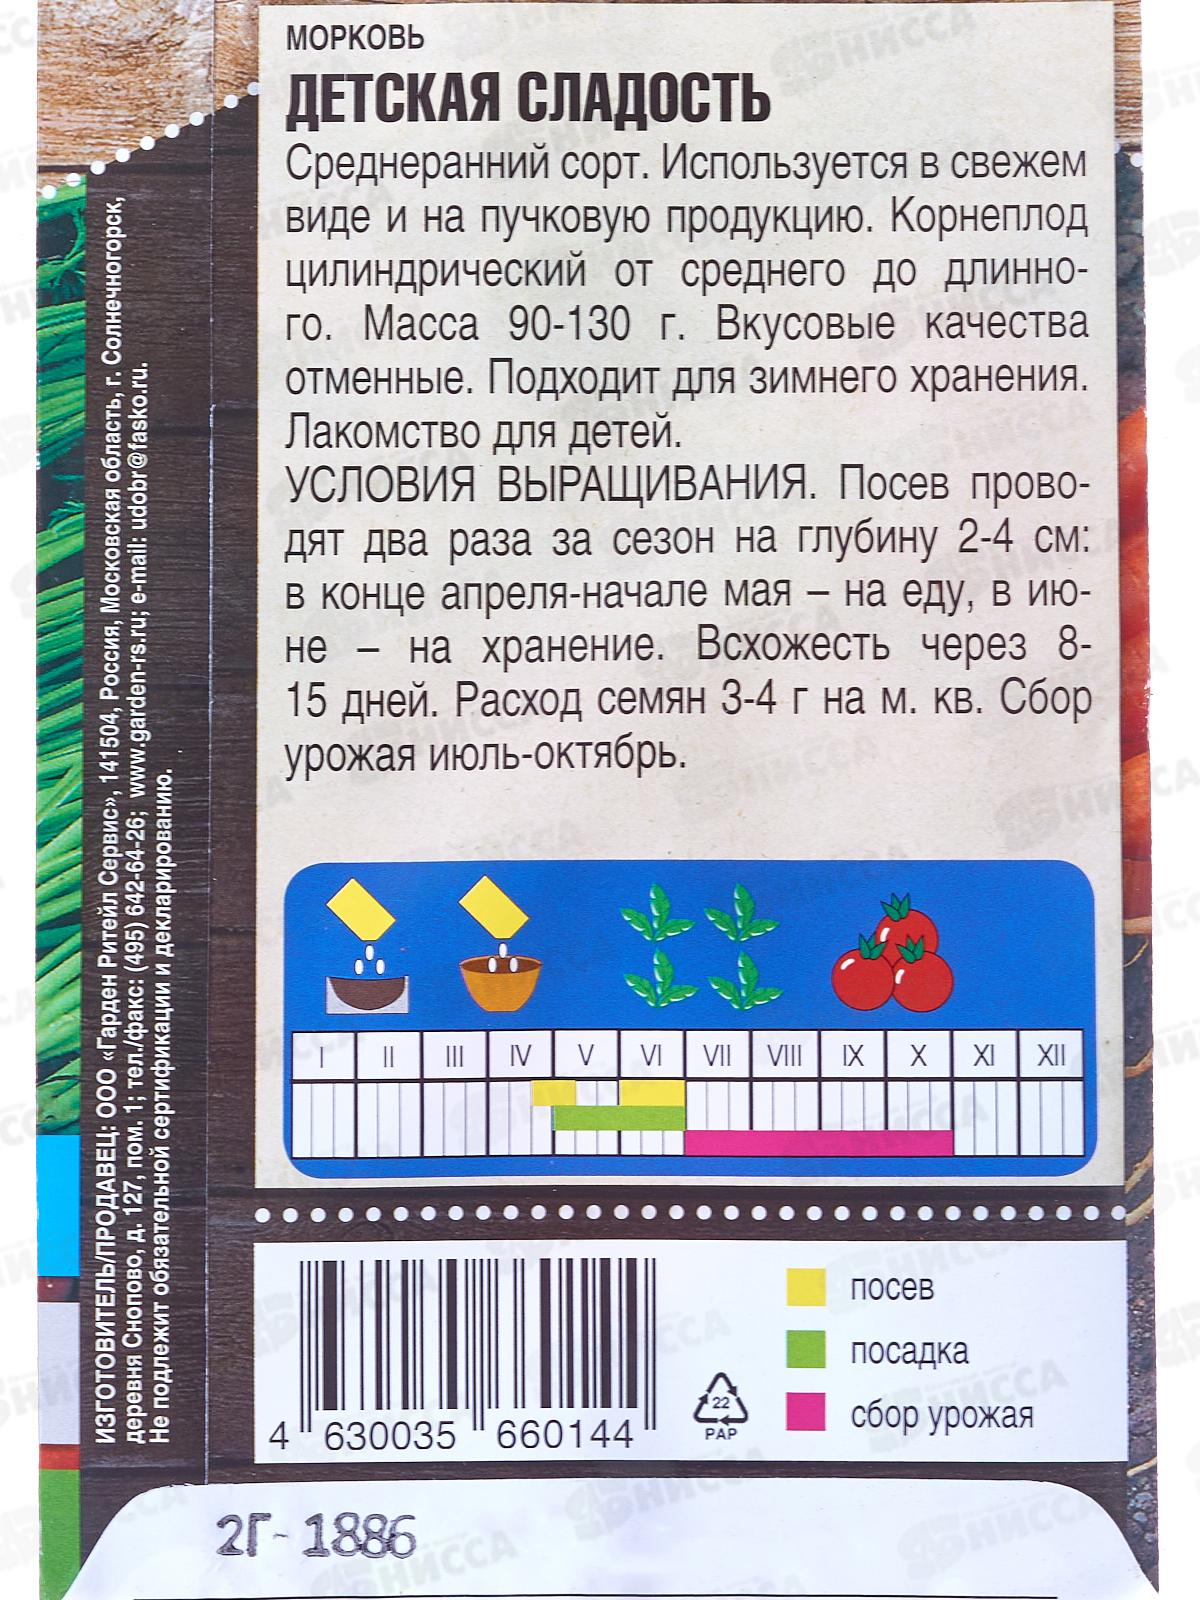 МОРКОВЬ
ДЕТСКАЯ СЛАДОСТЬ
Среднеранний сорт. Используется в свежем
виде и на пучковую продукцию. Корнеплод
цилиндрический от среднего до длинно-
го. Масса 90-130 г. Вкусовые качества
отменные. Подходит для зимнего хранения.
Лакомство для детей.
УСЛОВИЯ ВЫРАЩИВАНИЯ. Посев прово-
дят два раза за сезон на глубину 2-4 см:
в конце апреля-начале мая – на еду, в ию-
не – на хранение. Всхожесть через 8-
15 дней. Расход семян 3-4 г на м. кв. Сбор
урожая июль-октябрь.
I II III IV V VI VII VIII IX X XI XII
посев
посадка
сбор урожая
22
PAP
4 630035 660144
2Г-1886
ИЗГОТОВИТЕЛЬ/ПРОДАВЕЦ: ООО «Гарден Ритейл Сервис», 141504, Россия, Московская область, г. Солнечногорск,
деревня Снопово, д. 127, пом. 1; тел./факс: (495) 642-64-26; www.garden-rs.ru; e-mail: udobr@fasko.ru.
Не подлежит обязательной сертификации и декларированию.
НИССА